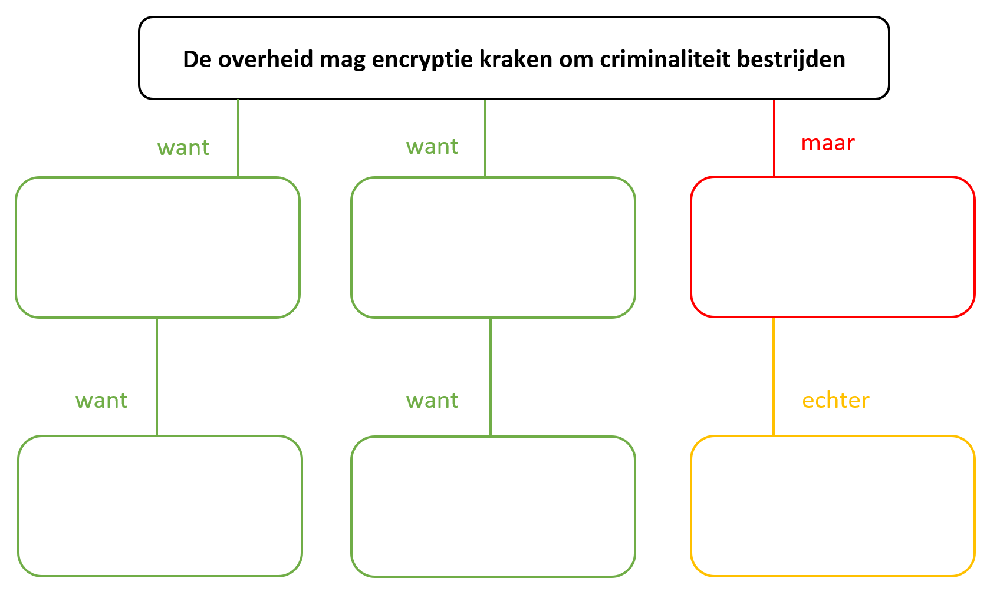 De overheid mag encryptie kraken om criminaliteit bestrijden
want
want
maar
want
want
echter